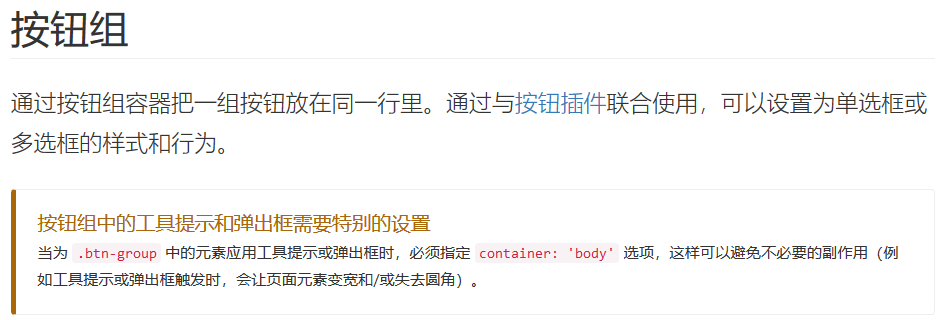 按钮组
通过按钮组容器把一组按钮放在同一行里。通过与按钮插件联合使用，可以设置为单选框或
多选框的样式和行为。
按钮组中的工具提示和弹出框需要特别的设置
当为 .btn-group 中的元素应用工具提示或弹出框时，必须指定 container: 'body' 选项，这样可以避免不必要的副作用（例
如工具提示或弹出框触发时，会让页面元素变宽和/或失去圆角）。